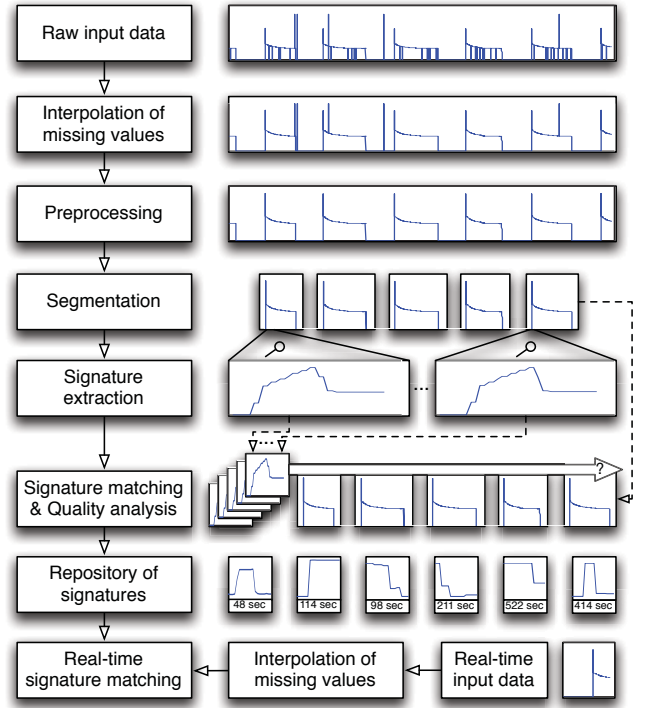 Raw input data
Interpolation of
missing values
Preprocessing
Segmentation
Signature
extraction
...
...
Signature matching
& Quality analysis
?
Repository of
signatures
48 sec
114 sec
98 sec
211 sec
522 sec
414 sec
Real-time
signature matching
Interpolation of
missing values
Real-time
input data